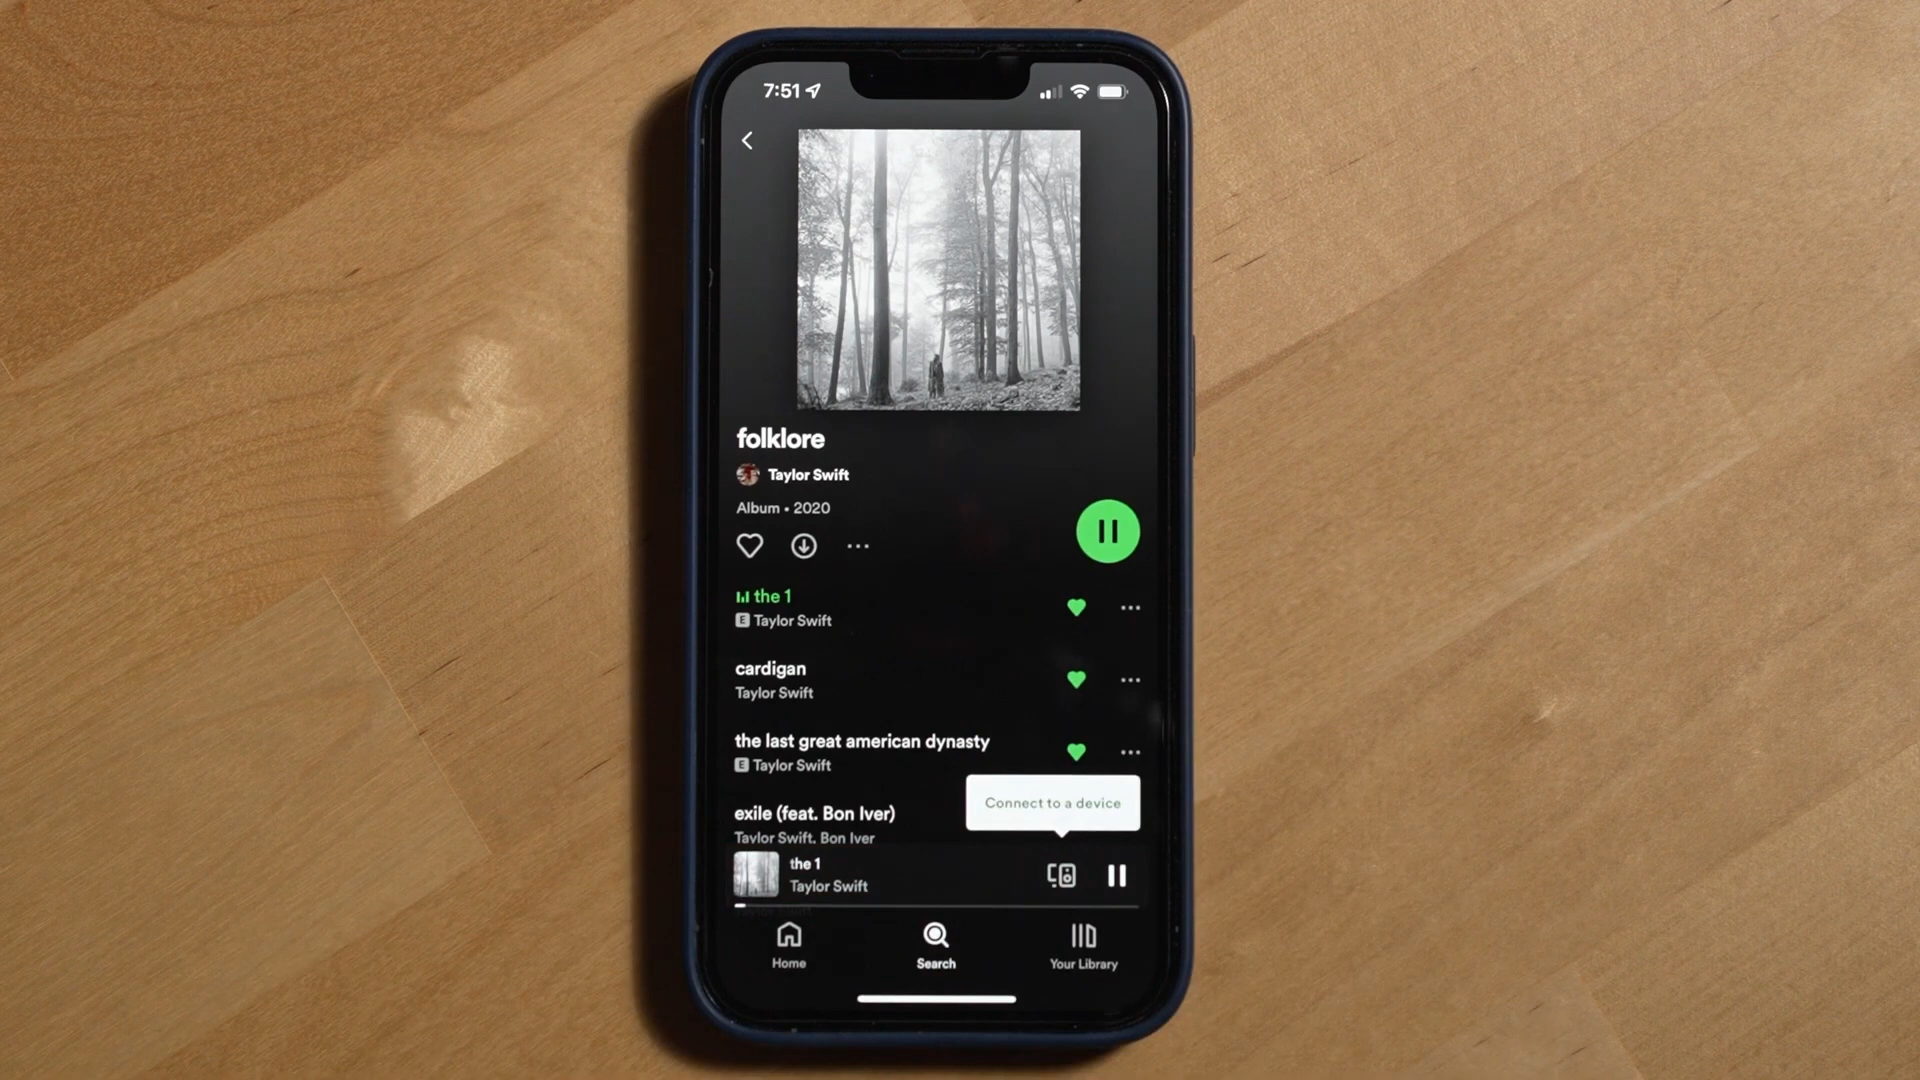 7:51
folklore
Taylor Swift
Album • 2020
the 1
E Taylor Swift
cardigan
Taylor Swift
the last great american dynasty
E Taylor Swift
exile (feat. Bon Iver)
Taylor Swift, Bon Iver
Connect to a device
the 1
Taylor Swift
Home
Search
Your Library